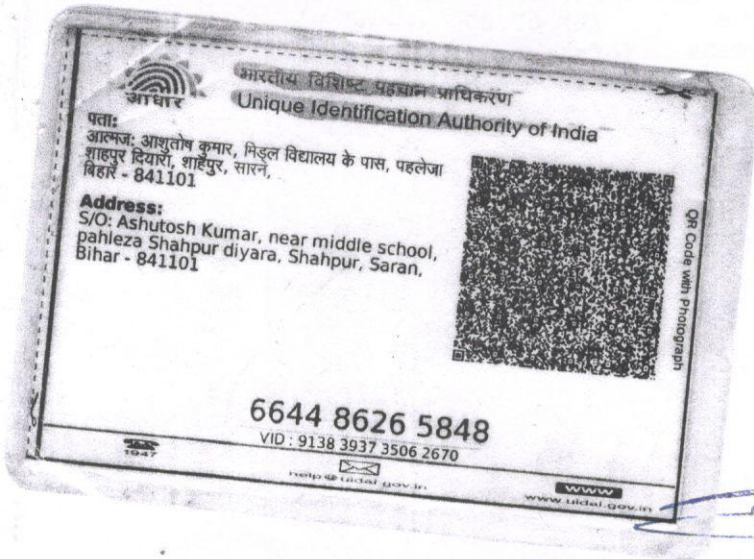 आधार
भारतीय विशिष्ट पहचान प्राधिकरण
Unique Identification Authority of India
पता:
आत्मज: आशुतोष कुमार, मिडल विद्यालय के पास, पहलेजा
शाहपुर दियारा, शाहपुर, सारन,
बिहार - 841101
Address:
S/O: Ashutosh Kumar, near middle school,
pahleza Shahpur diyara, Shahpur, Saran,
Bihar - 841101
QR Code with Photograph
6644 8626 5848
VID : 9138 3937 3506 2670
1947
help@uidai.gov.in
www
www.uidai.gov.in